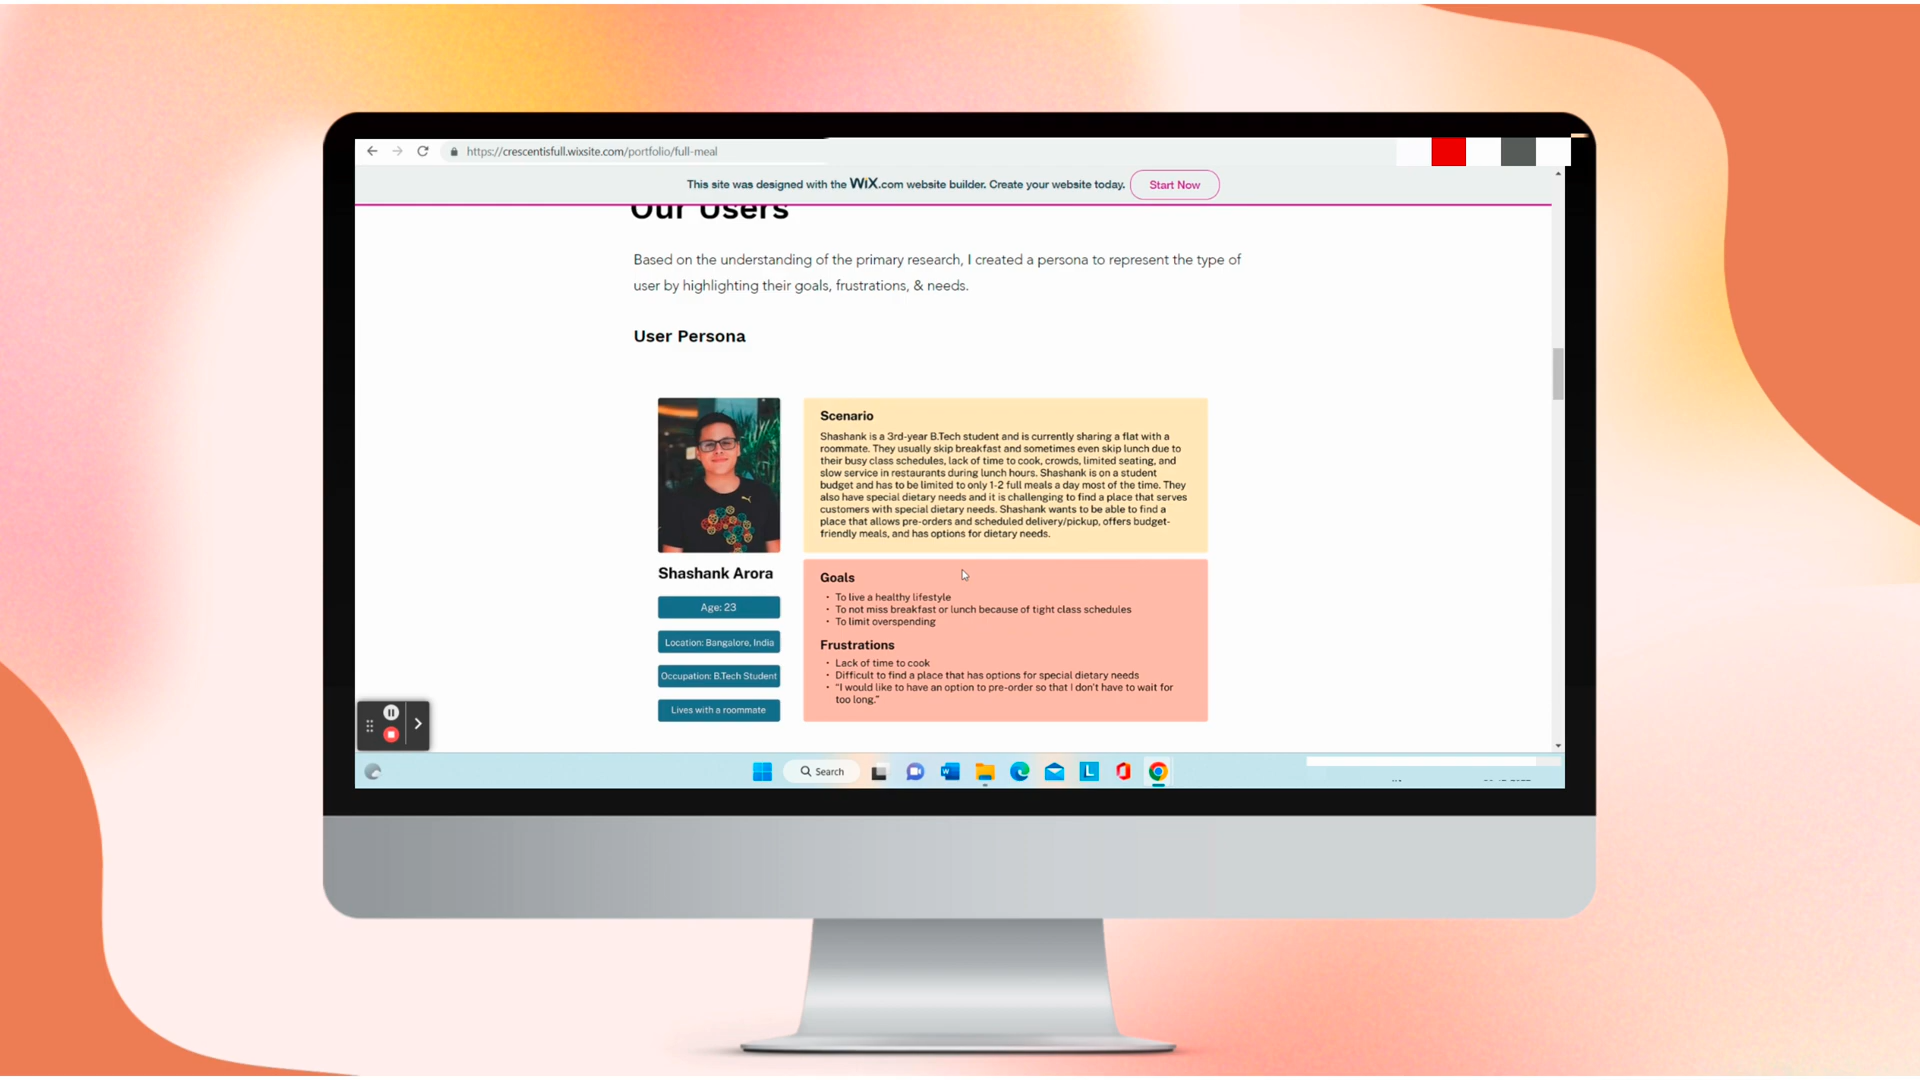 https://crescentisfull.wixsite.com/portfolio/full-meal
This site was designed with the WiX.com website builder. Create your website today. Start Now
Our Users
Based on the understanding of the primary research, I created a persona to represent the type of
user by highlighting their goals, frustrations, & needs.
User Persona
Scenario
Shashank is a 3rd-year B.Tech student and is currently sharing a flat with a
roommate. They usually skip breakfast and sometimes even skip lunch due to
their busy class schedules, lack of time to cook, crowds, limited seating, and
slow service in restaurants during lunch hours. Shashank is on a student
budget and has to be limited to only 1-2 full meals a day most of the time. They
also have special dietary needs and it is challenging to find a place that serves
customers with special dietary needs. Shashank wants to be able to find a
place that allows pre-orders and scheduled delivery/pickup, offers budget-
friendly meals, and has options for dietary needs.
Shashank Arora
Age: 23
Location: Bangalore, India
Occupation: B.Tech Student
Lives with a roommate
Goals
• To live a healthy lifestyle
• To not miss breakfast or lunch because of tight class schedules
• To limit overspending
Frustrations
• Lack of time to cook
• Difficult to find a place that has options for special dietary needs
• “I would like to have an option to pre-order so that I don't have to wait for
too long.”
Search
W
L